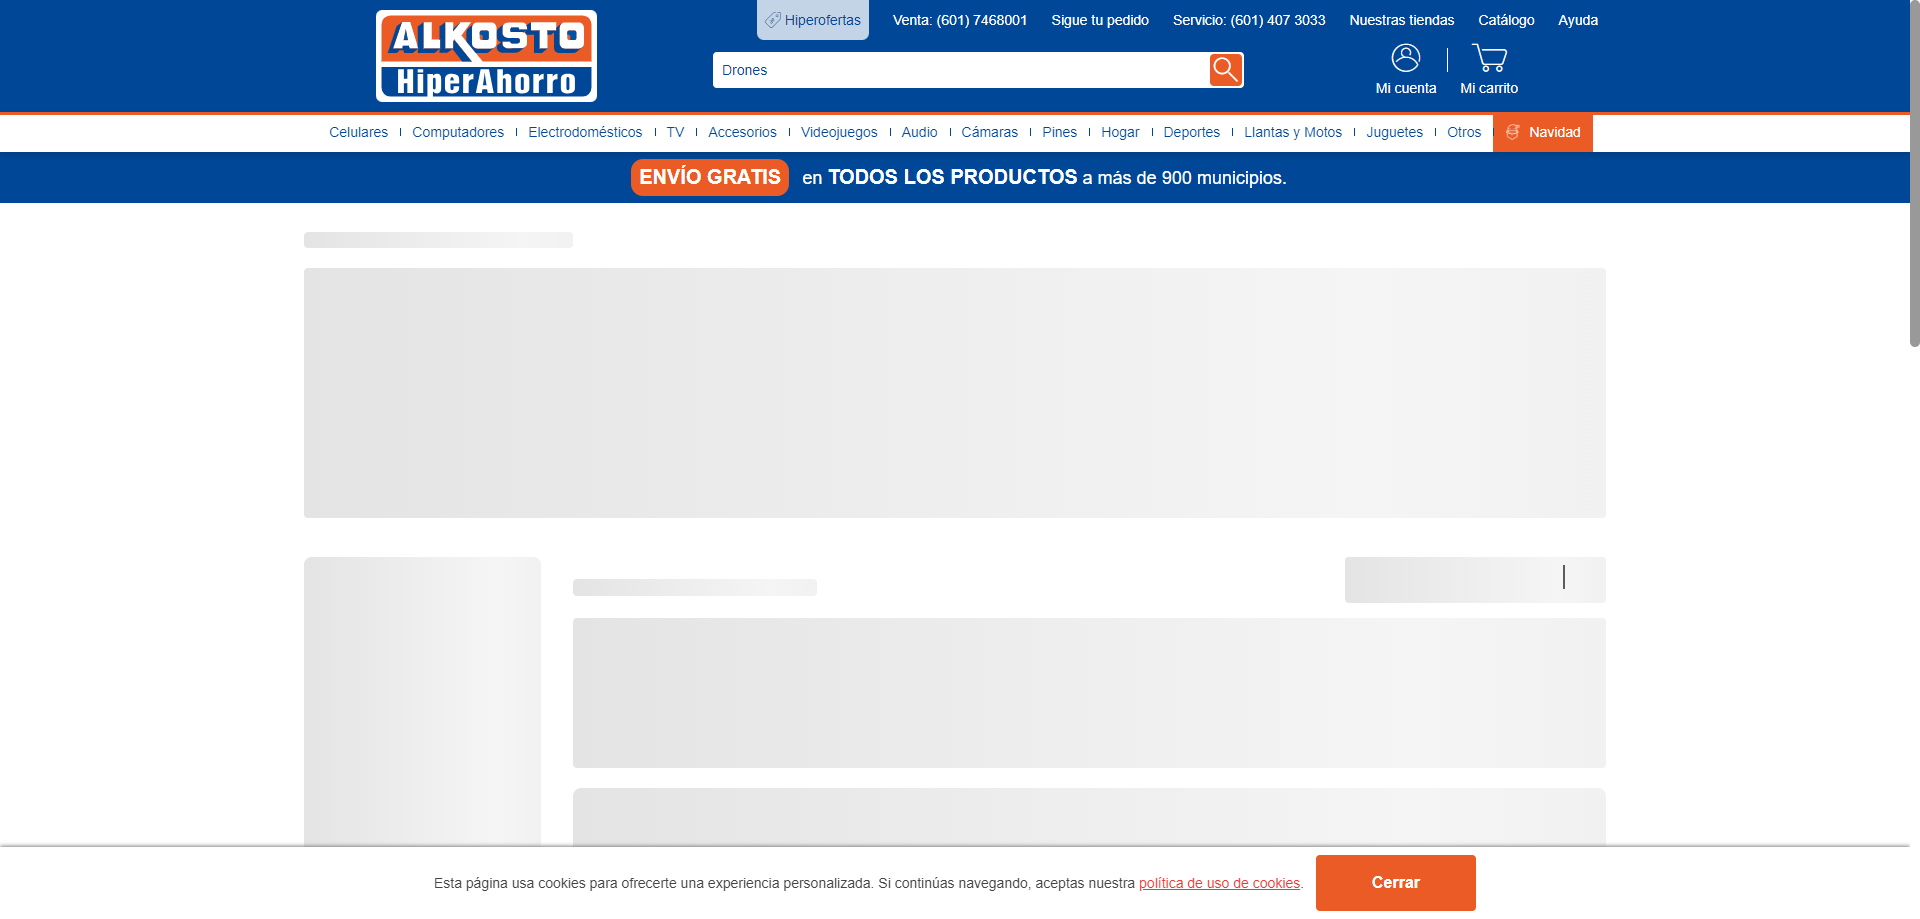 ALKOSTO
HiperAhorro
Hiperofertas
Venta: (601) 7468001
Sigue tu pedido
Servicio: (601) 407 3033
Nuestras tiendas
Catálogo
Ayuda
Drones
Mi cuenta
Mi carrito
Celulares
Computadores
Electrodomésticos
TV
Accesorios
Videojuegos
Audio
Cámaras
Pines
Hogar
Deportes
Llantas y Motos
Juguetes
Otros
Navidad
ENVÍO GRATIS en TODOS LOS PRODUCTOS a más de 900 municipios.
Esta página usa cookies para ofrecerte una experiencia personalizada. Si continúas navegando, aceptas nuestra política de uso de cookies.
Cerrar